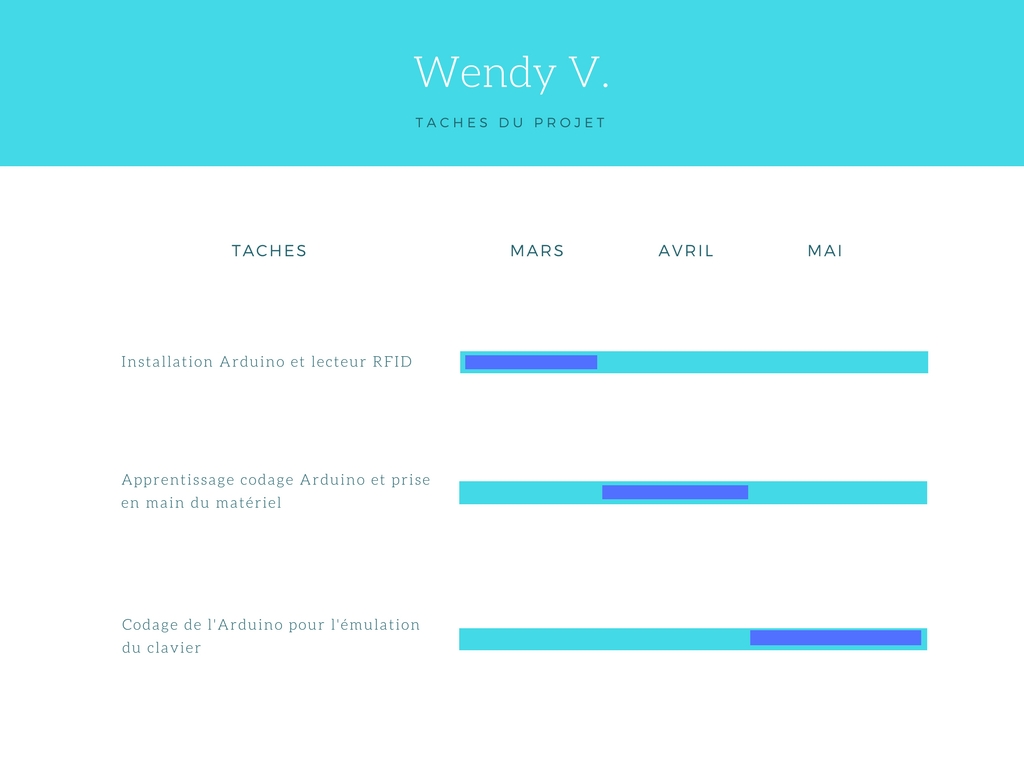 Wendy V.
TACHES DU PROJET
TACHES MARS AVRIL MAI
Installation Arduino et lecteur RFID
Apprentissage codage Arduino et prise
en main du matériel
Codage de l'Arduino pour l'émulation
du clavier